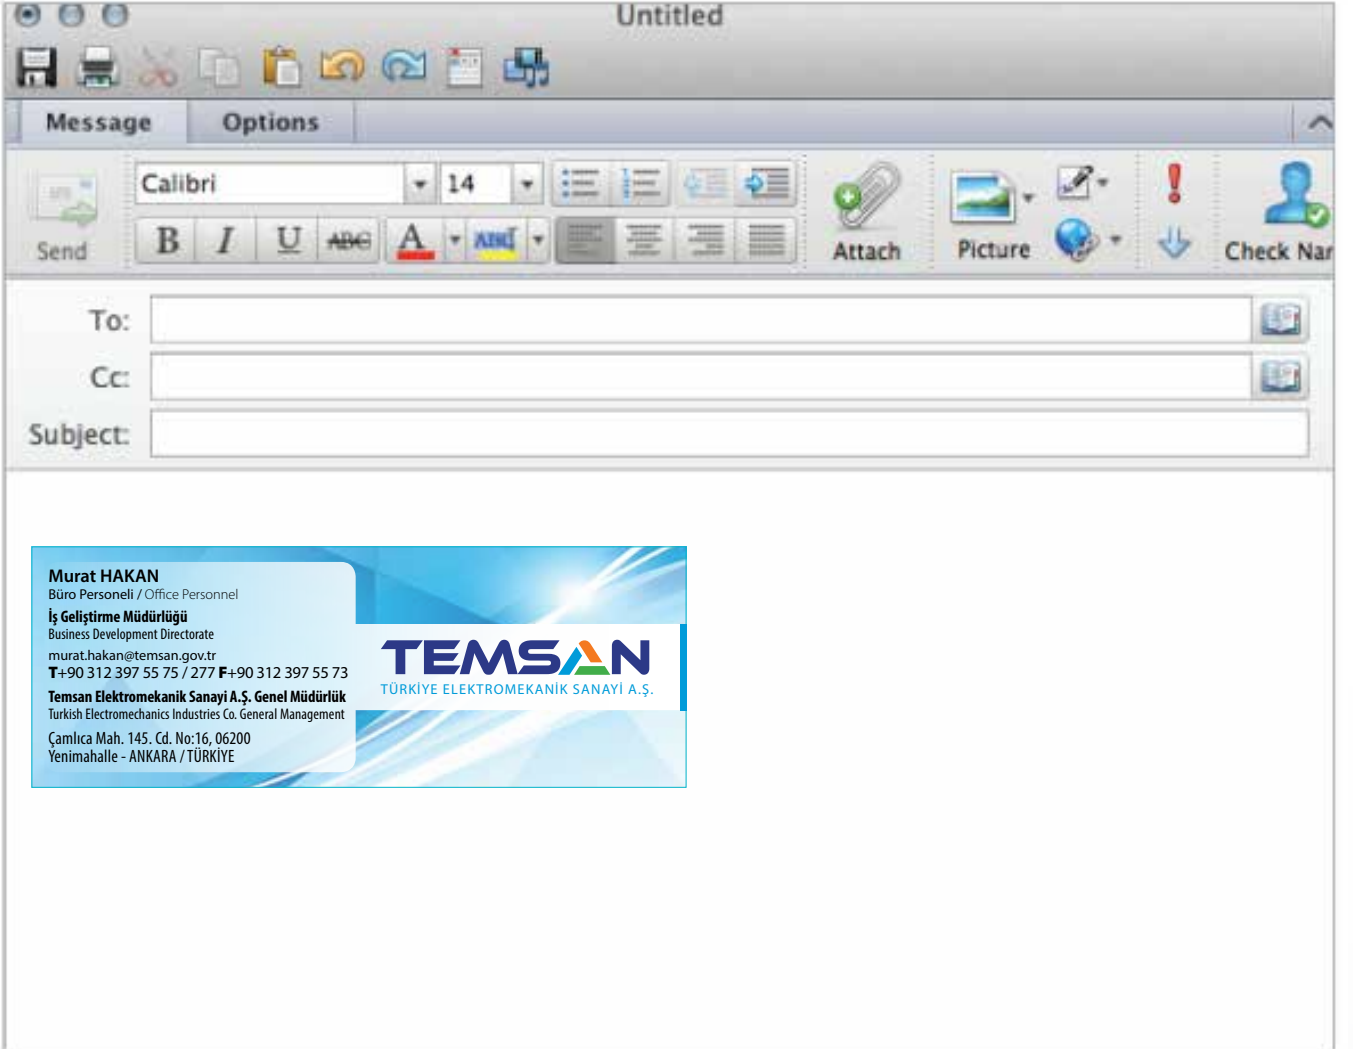 Untitled
Message Options
Calibri 14
B I U ABC A ABC
Send Attach Picture
To:
Cc:
Subject:
Murat HAKAN
Büro Personeli / Office Personnel
İş Geliştirme Müdürlüğü
Business Development Directorate
murat.hakan@temsan.gov.tr
T+90 312 397 55 75 / 277 F+90 312 397 55 73
Temsan Elektromekanik Sanayi A.Ş. Genel Müdürlük
Turkish Electromechanics Industries Co. General Management
Çamlıca Mah. 145. Cd. No:16, 06200
Yenimahalle - ANKARA / TÜRKİYE
TEMSAN
TÜRKİYE ELEKTROMEKANİK SANAYİ A.Ş.
Check Nar